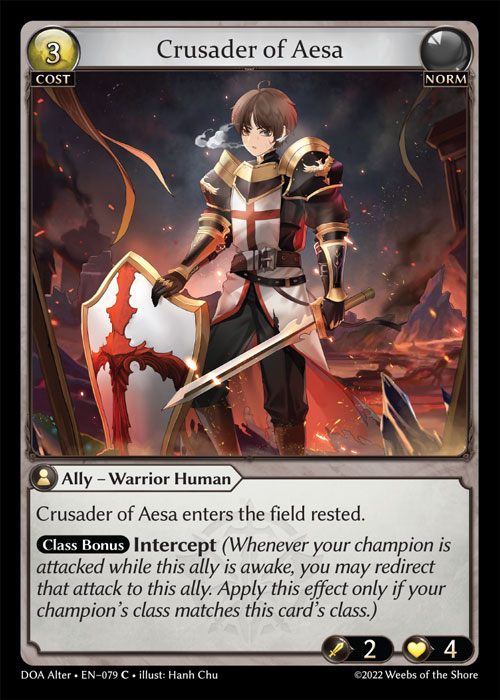 3
Crusader of Aesa
COST
NORM
Ally – Warrior Human
Crusader of Aesa enters the field rested.
Class Bonus Intercept (Whenever your champion is
attacked while this ally is awake, you may redirect
that attack to this ally. Apply this effect only if your
champion's class matches this card's class.)
2
4
DOA Alter • EN–079 C • illust: Hanh Chu
©2022 Weebs of the Shore